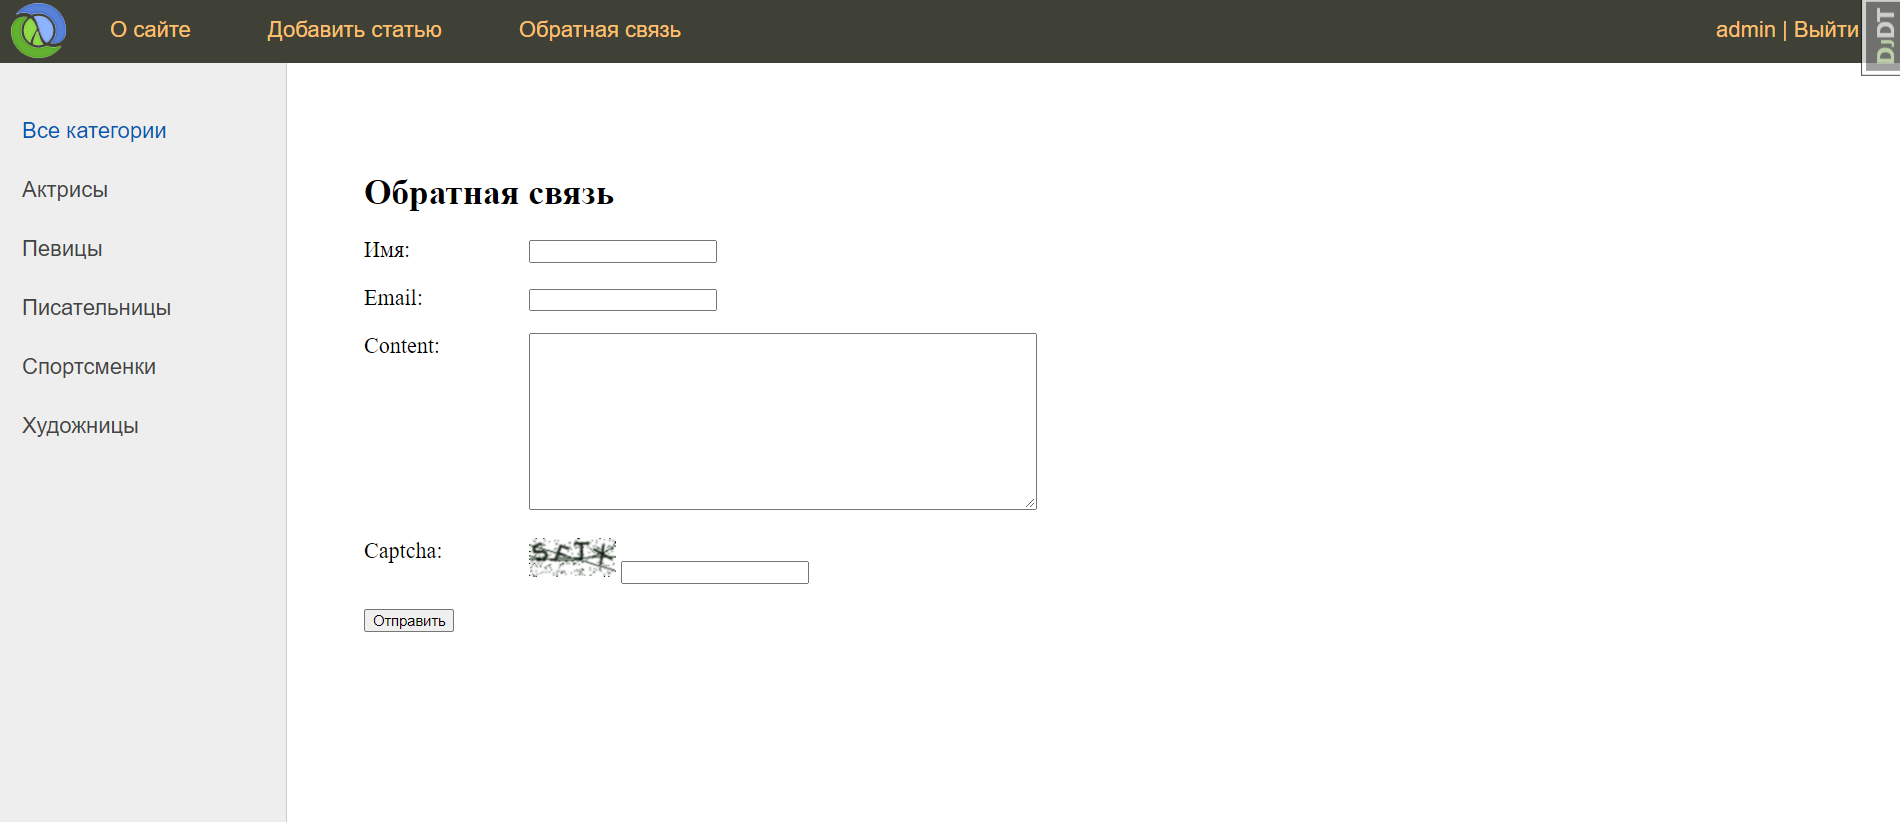 О сайте Добавить статью Обратная связь admin | Выйти
DjDT
Все категории
Актрисы
Певицы
Писательницы
Спортсменки
Художницы
Обратная связь
Имя:
Email:
Content:
Captcha:
Отправить